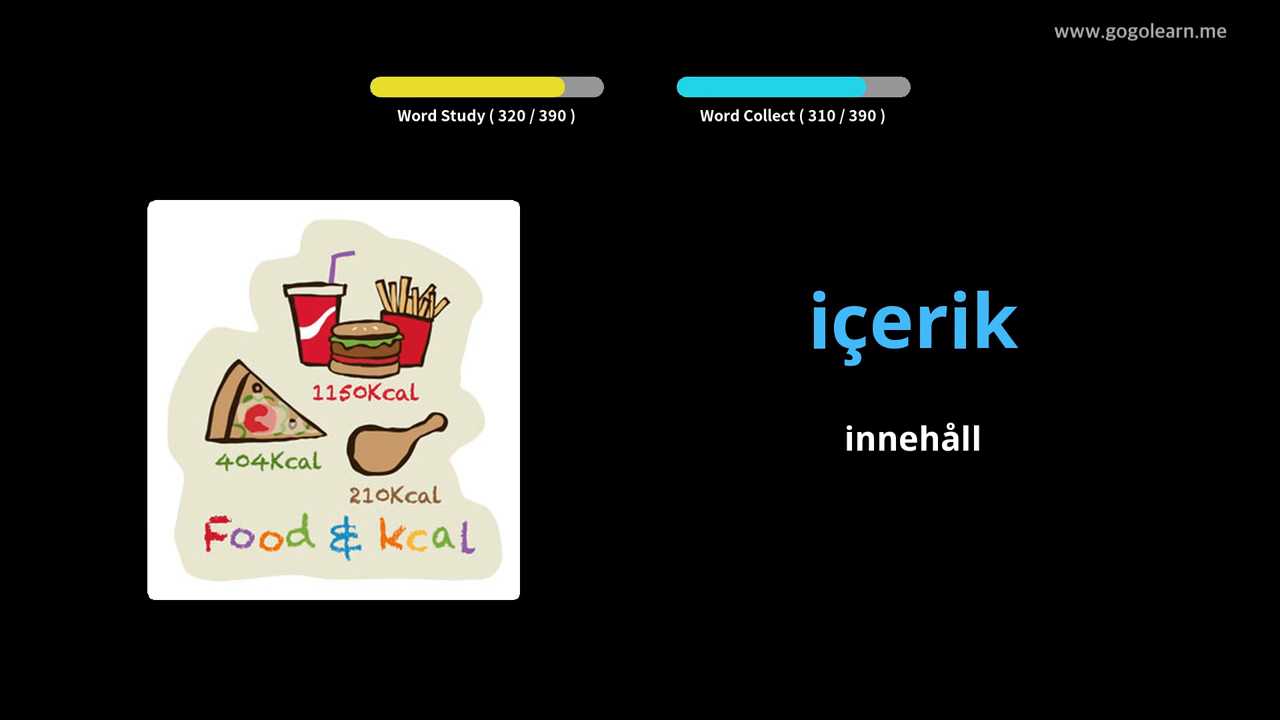 www.gogolearn.me
Word Study ( 320 / 390 )
Word Collect ( 310 / 390 )
1150Kcal
404Kcal
210Kcal
Food & kcal
içerik
innehåll